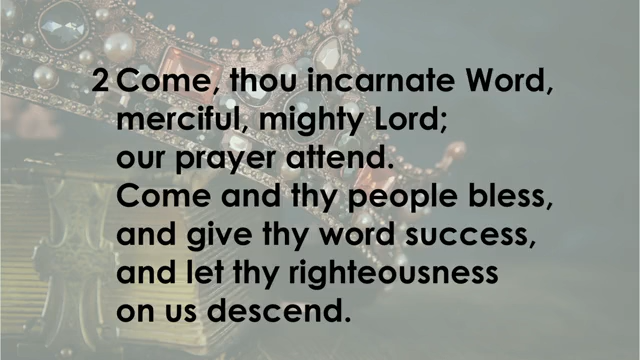 2 Come, thou incarnate Word,
merciful, mighty Lord;
our prayer attend.
Come and thy people bless,
and give thy word success,
and let thy righteousness
on us descend.